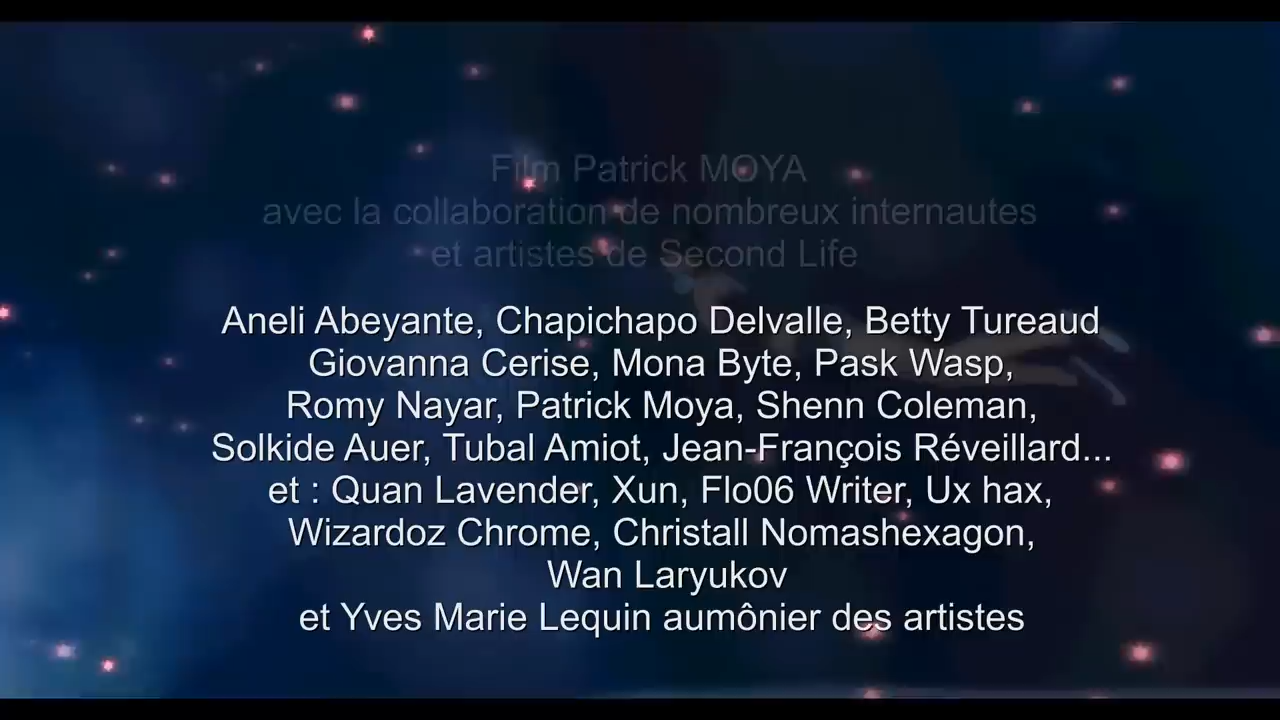 Film Patrick MOYA
avec la collaboration de nombreux internautes
et artistes de Second Life
Aneli Abeyante, Chapichapo Delvalle, Betty Tureaud
Giovanna Cerise, Mona Byte, Pask Wasp,
Romy Nayar, Patrick Moya, Shenn Coleman,
Solkide Auer, Tubal Amiot, Jean-François Réveillard...
et : Quan Lavender, Xun, Flo06 Writer, Ux hax,
Wizardoz Chrome, Christall Nomashexagon,
Wan Laryukov
et Yves Marie Lequin aumônier des artistes